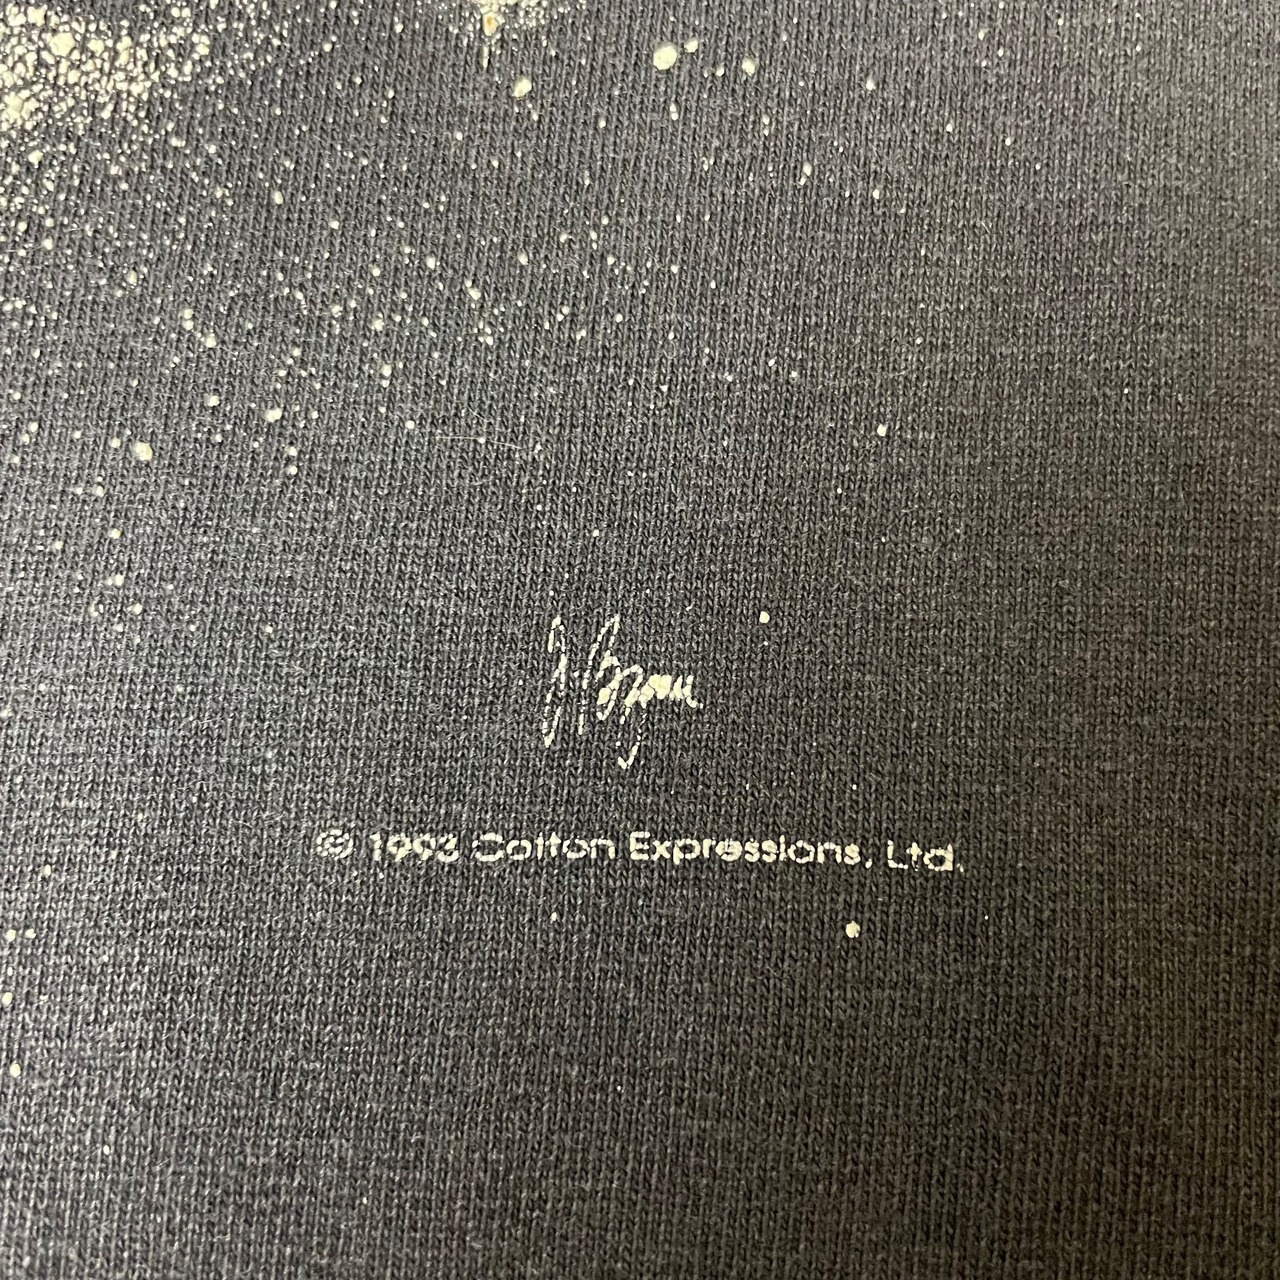 © 1993 Cotton Expressions, Ltd.